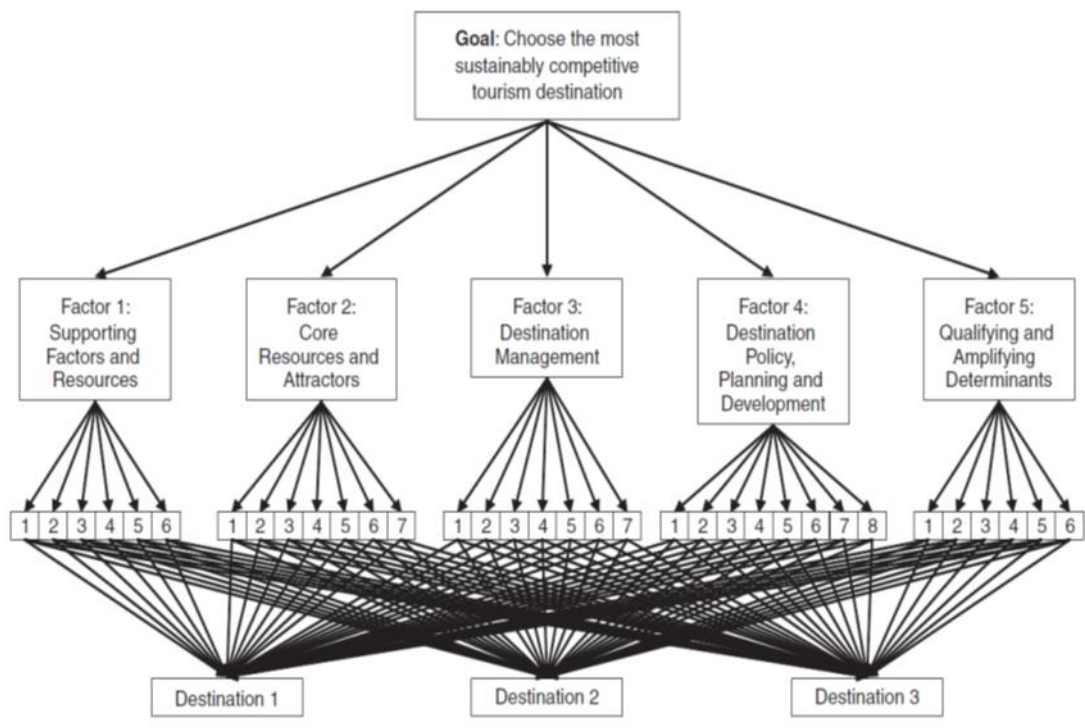 Goal: Choose the most
sustainably competitive
tourism destination
Factor 1:
Supporting
Factors and
Resources
Factor 2:
Core
Resources and
Attractors
Factor 3:
Destination
Management
Factor 4:
Destination
Policy,
Planning and
Development
Factor 5:
Qualifying and
Amplifying
Determinants
1 2 3 4 5 6
1 2 3 4 5 6 7
1 2 3 4 5 6 7
1 2 3 4 5 6 7 8
1 2 3 4 5 6
Destination 1
Destination 2
Destination 3